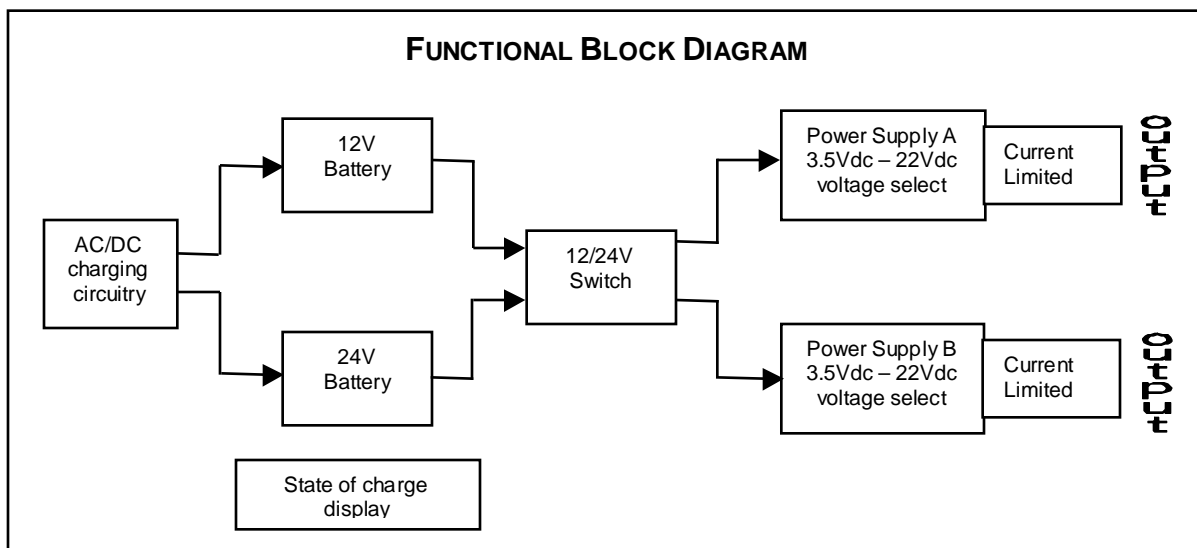 FUNCTIONAL BLOCK DIAGRAM
12V
Battery
Power Supply A
3.5Vdc – 22Vdc
voltage select
Current
Limited
output
AC/DC
charging
circuitry
12/24V
Switch
24V
Battery
Power Supply B
3.5Vdc – 22Vdc
voltage select
Current
Limited
output
State of charge
display